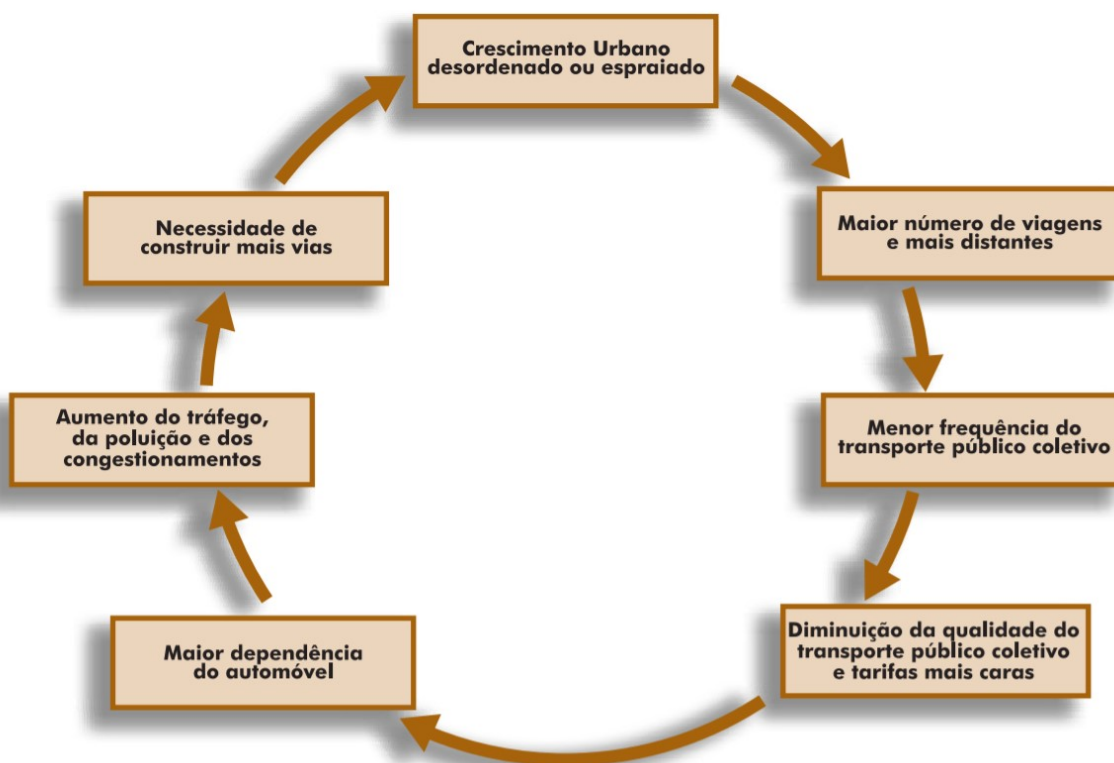 Crescimento Urbano
desordenado ou espraiado
Maior número de viagens
e mais distantes
Menor frequência do
transporte público coletivo
Diminuição da qualidade do
transporte público coletivo
e tarifas mais caras
Maior dependência
do automóvel
Aumento do tráfego,
da poluição e dos
congestionamentos
Necessidade de
construir mais vias